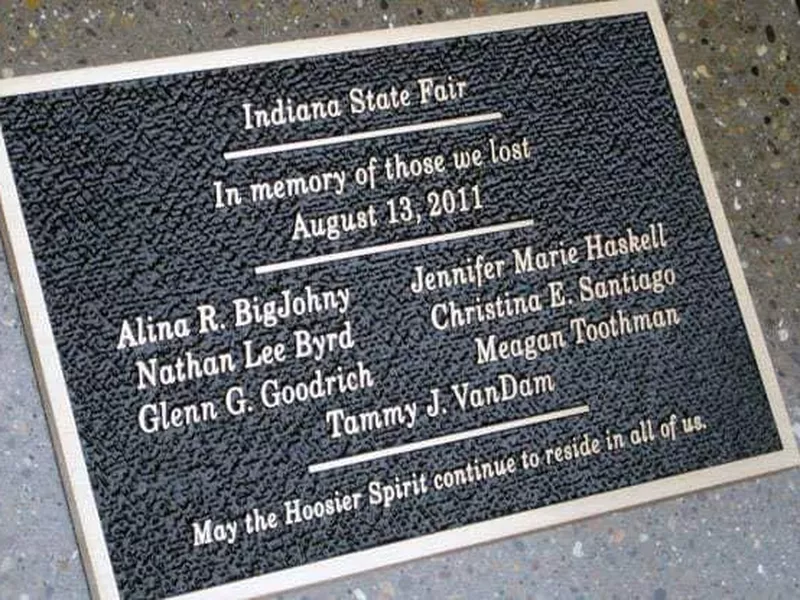 Indiana State Fair
In memory of those we lost
August 13, 2011
Alina R. BigJohny
Nathan Lee Byrd
Glenn G. Goodrich
Jennifer Marie Haskell
Christina E. Santiago
Meagan Toothman
Tammy J. VanDam
May the Hoosier Spirit continue to reside in all of us.